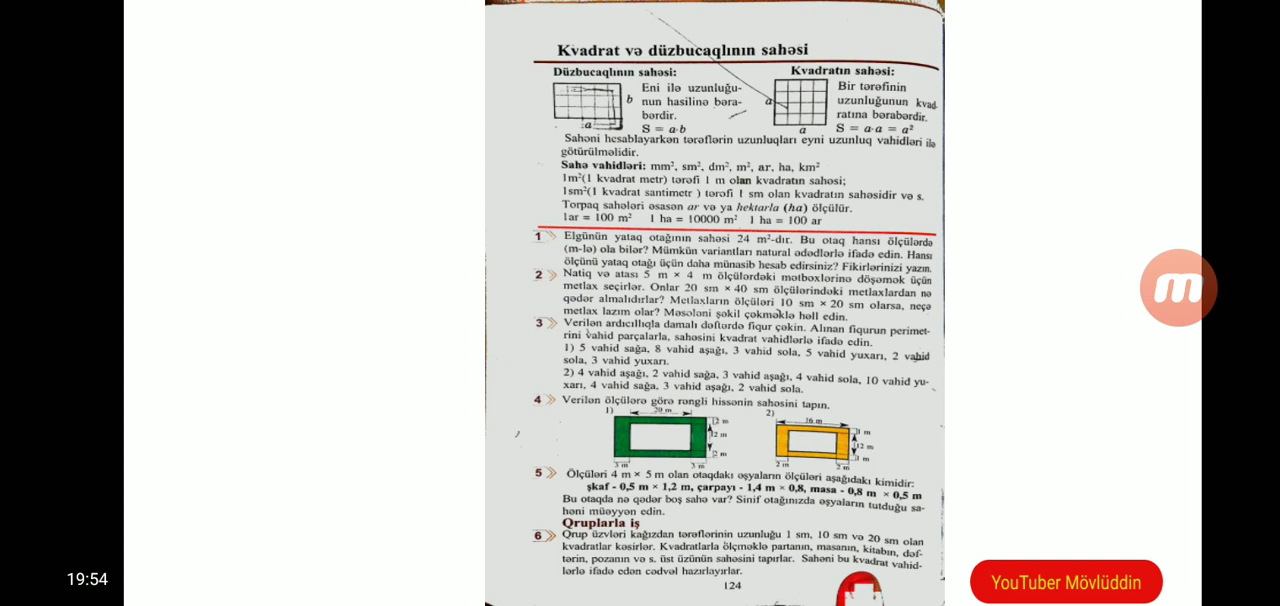 Kvadrat və düzbucaqlının sahəsi
Düzbucaqlının sahəsi:
b
a
Eni ilə uzunluğu-
nun hasilinə bəra-
bərdir.
S = a·b
Kvadratın sahəsi:
a
a
Bir tərəfinin
uzunluğunun kvad-
ratına bərabərdir.
S = a·a = a²
Sahəni hesablayarkən tərəflərin uzunluqları eyni uzunluq vahidləri ilə
götürülməlidir.
Sahə vahidləri: mm², sm², dm², m², ar, ha, km²
1m²(1 kvadrat metr) tərəfi 1 m olan kvadratın sahəsi;
1sm²(1 kvadrat santimetr ) tərəfi 1 sm olan kvadratın sahəsidir və s.
Torpaq sahələri əsasən ar və ya hektarla (ha) ölçülür.
1ar = 100 m² 1 ha = 10000 m² 1 ha = 100 ar
1 Elgünün yataq otağının sahəsi 24 m²-dır. Bu otaq hansı ölçülərdə
(m-lə) ola bilər? Mümkün variantları natural ədədlərlə ifadə edin. Hansı
ölçünü yataq otağı üçün daha münasib hesab edirsiniz? Fikirlərinizi yazın.
2 Natiq və atası 5 m × 4 m ölçülərdəki mətbəxlərinə döşəmək üçün
metlax seçirlər. Onlar 20 sm × 40 sm ölçülərindəki metlaxlardan nə
qədər almalıdırlar? Metlaxların ölçüləri 10 sm × 20 sm olarsa, neçə
metlax lazım olar? Məsələni şəkil çəkməklə həll edin.
3 Verilən ardıcıllıqla damalı dəftərdə fiqur çəkin. Alınan fiqurun perimet-
rini vahid parçalarla, sahəsini kvadrat vahidlərlə ifadə edin.
1) 5 vahid sağa, 8 vahid aşağı, 3 vahid sola, 5 vahid yuxarı, 2 vahid
sola, 3 vahid yuxarı.
2) 4 vahid aşağı, 2 vahid sağa, 3 vahid aşağı, 4 vahid sola, 10 vahid yu-
xarı, 4 vahid sağa, 3 vahid aşağı, 2 vahid sola.
4 Verilən ölçülərə görə rəngli hissənin sahəsini tapın.
1) 20 m
2 m
12 m
2 m
3 m 3 m
2) 16 m
1 m
12 m
1 m
2 m 2 m
5 Ölçüləri 4 m × 5 m olan otaqdakı əşyaların ölçüləri aşağıdakı kimidir:
şkaf - 0,5 m × 1,2 m, çarpayı - 1,4 m × 0,8, masa - 0,8 m × 0,5 m
Bu otaqda nə qədər boş sahə var? Sinif otağınızda əşyaların tutduğu sa-
həni müəyyən edin.
Qruplarla iş
6 Qrup üzvləri kağızdan tərəflərinin uzunluğu 1 sm, 10 sm və 20 sm olan
kvadratlar kəsirlər. Kvadratlarla ölçməklə partanın, masanın, kitabın, dəf-
tərin, pozanın və s. üst üzünün sahəsini tapırlar. Sahəni bu kvadrat vahid-
lərlə ifadə edən cədvəl hazırlayırlar.
124
19:54
YouTuber Mövlüddin